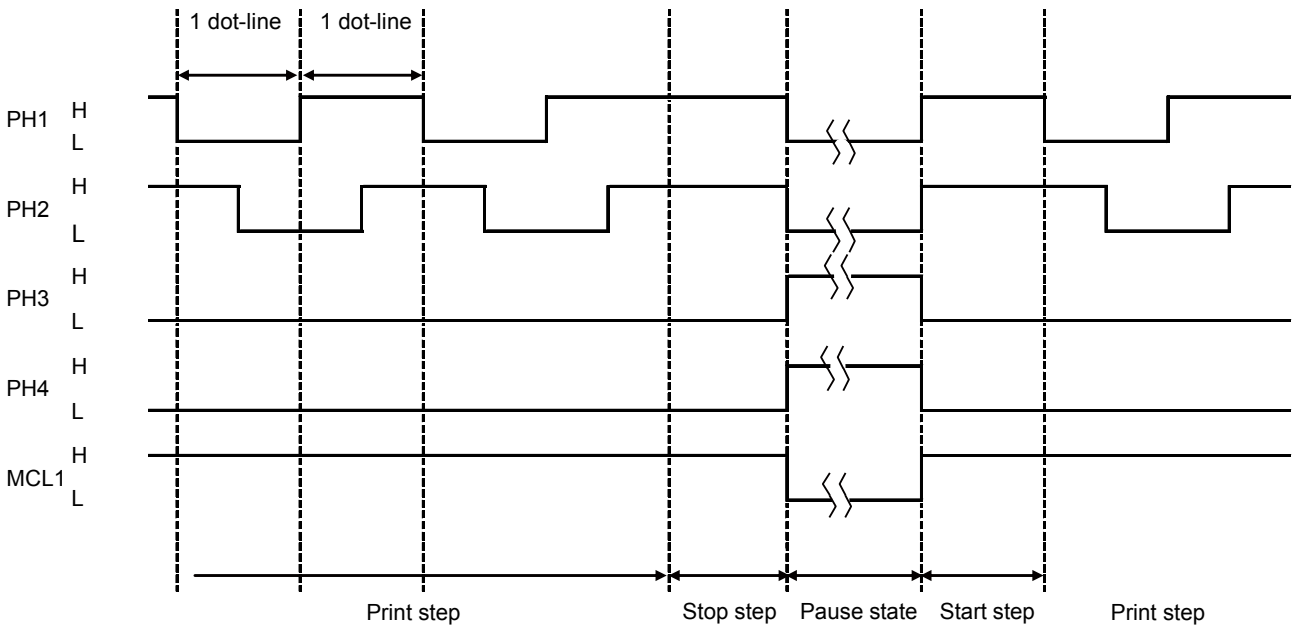 1 dot-line 1 dot-line
PH1 H
L
PH2 H
L
PH3 H
L
PH4 H
L
MCL1 H
L
Print step Stop step Pause state Start step Print step